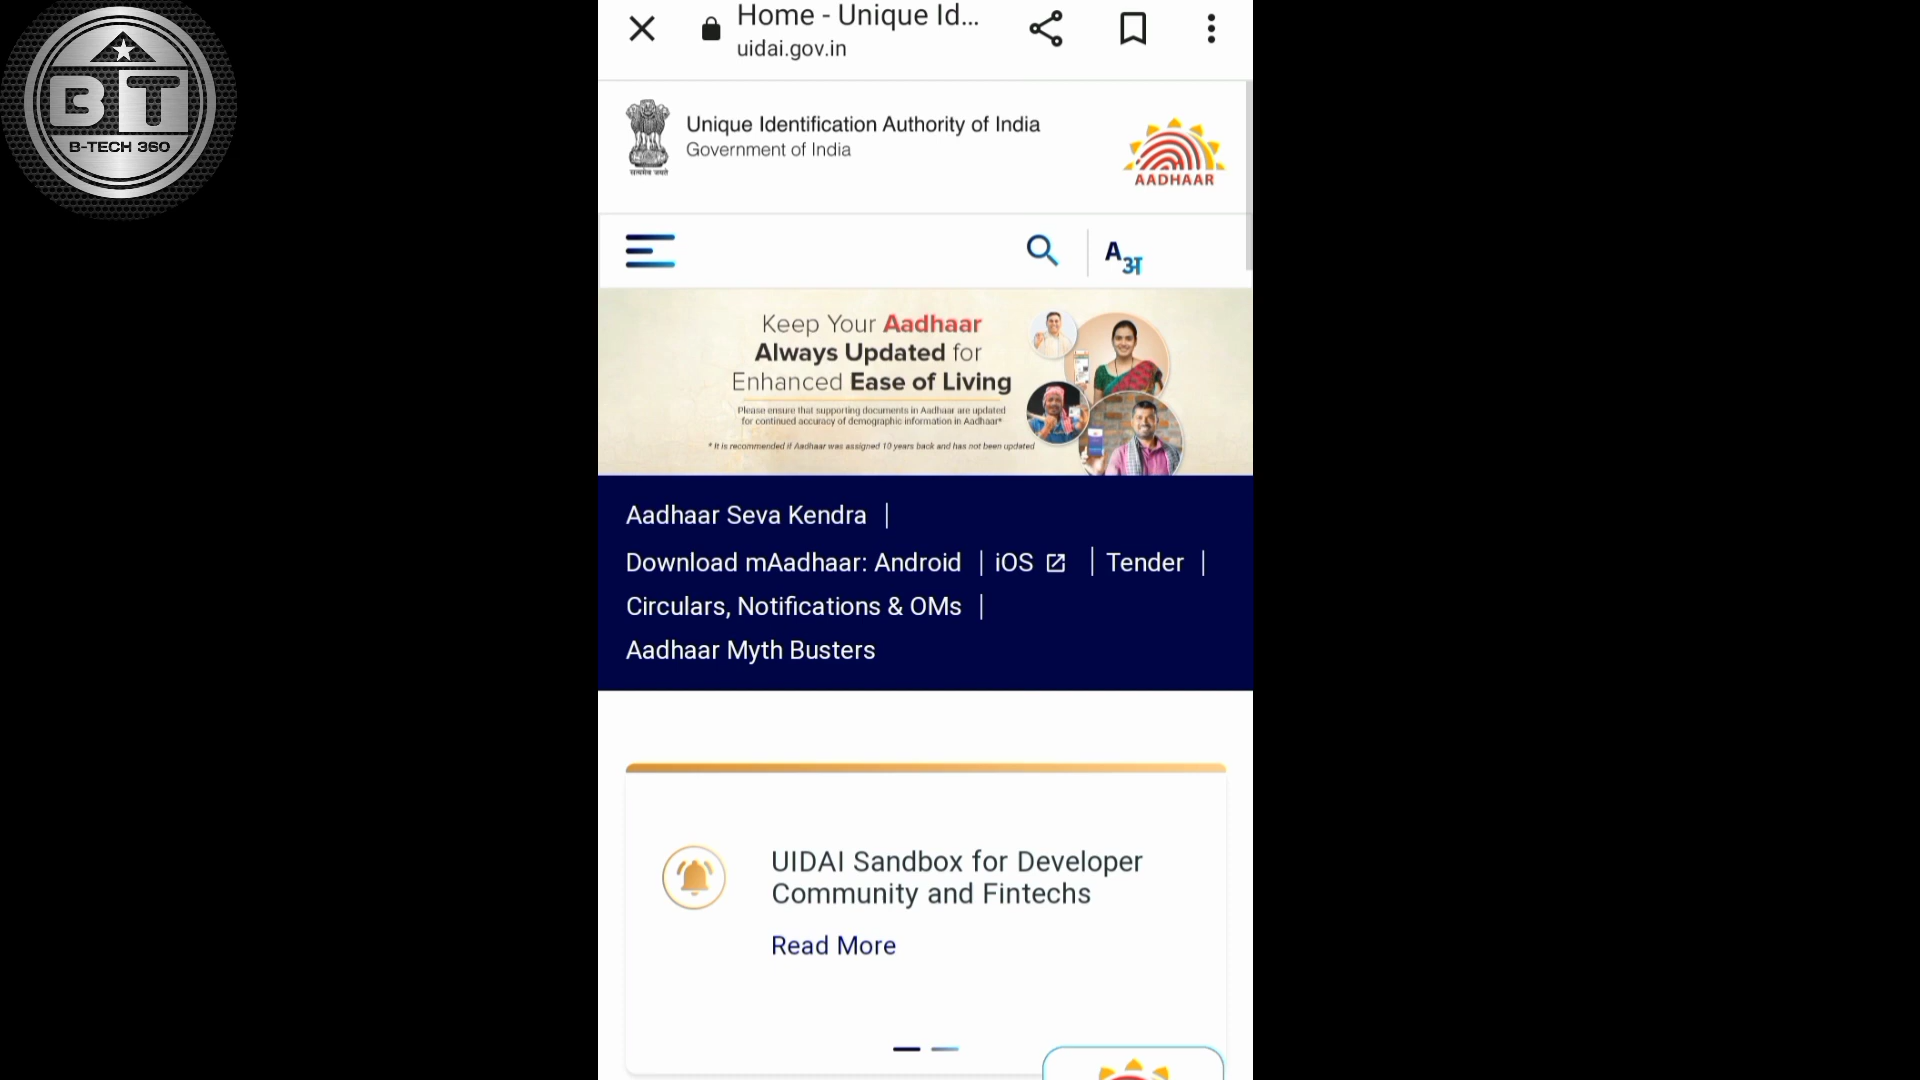 BT
B-TECH 360
Home - Unique Id...
uidai.gov.in
Unique Identification Authority of India
Government of India
सत्यमेव जयते
AADHAAR
A अ
Keep Your Aadhaar
Always Updated for
Enhanced Ease of Living
Please ensure that supporting documents in Aadhaar are updated
for continued accuracy of demographic information in Aadhaar*
* It is recommended if Aadhaar was assigned 10 years back and has not been updated
Aadhaar Seva Kendra |
Download mAadhaar: Android | iOS | Tender |
Circulars, Notifications & OMs |
Aadhaar Myth Busters
UIDAI Sandbox for Developer
Community and Fintechs
Read More